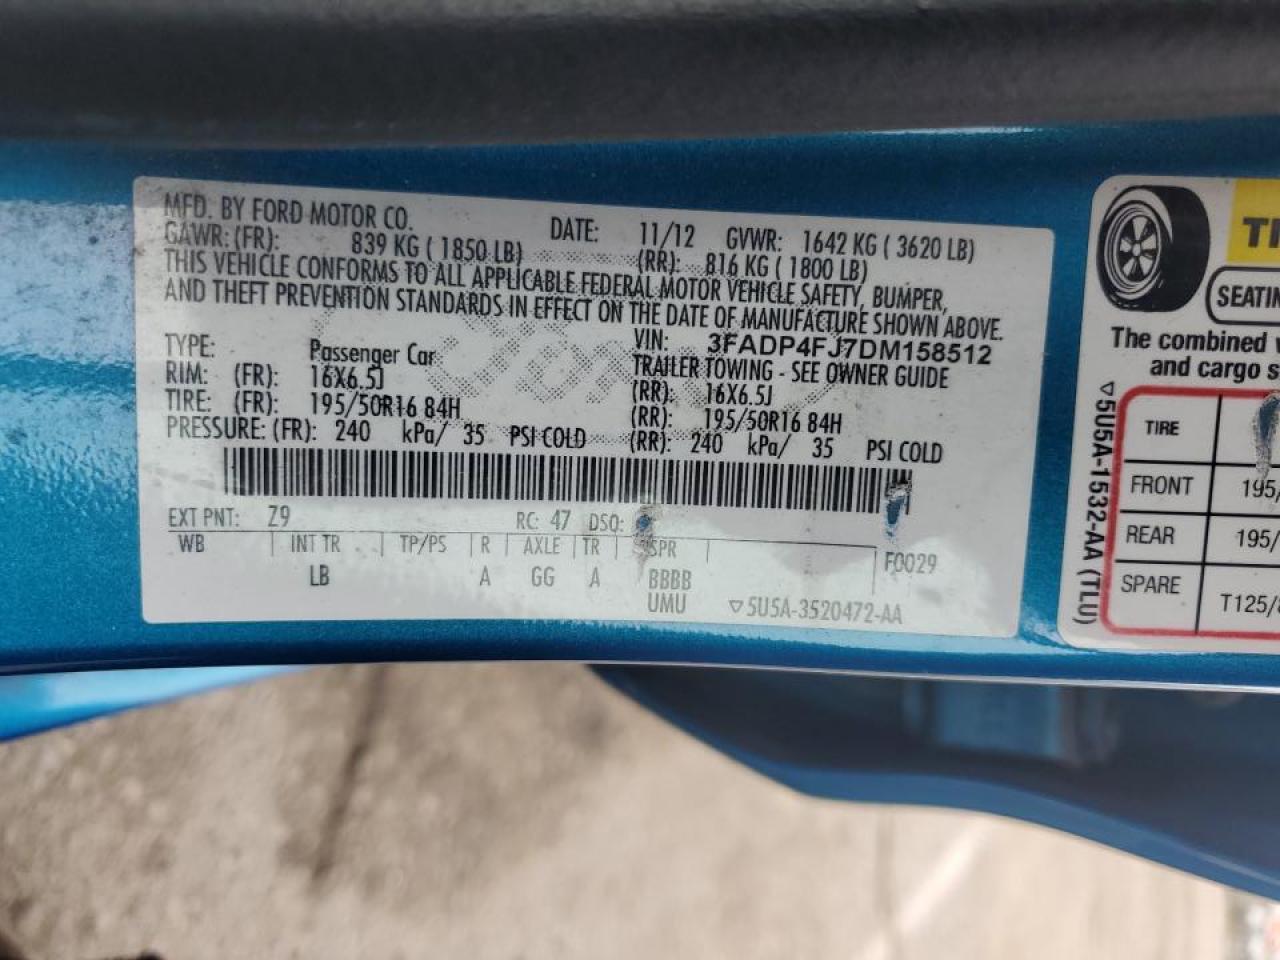 MFD. BY FORD MOTOR CO. DATE: 11/12 GVWR: 1642 KG ( 3620 LB)
GAWR: (FR): 839 KG ( 1850 LB) (RR): 816 KG ( 1800 LB)
THIS VEHICLE CONFORMS TO ALL APPLICABLE FEDERAL MOTOR VEHICLE SAFETY, BUMPER,
AND THEFT PREVENTION STANDARDS IN EFFECT ON THE DATE OF MANUFACTURE SHOWN ABOVE.
VIN: 3FADP4FJ7DM158512
TYPE: Passenger Car TRAILER TOWING - SEE OWNER GUIDE
RIM: (FR): 16X6.5J (RR): 16X6.5J
TIRE: (FR): 195/50R16 84H (RR): 195/50R16 84H
PRESSURE: (FR): 240 kPa/ 35 PSI COLD (RR): 240 kPa/ 35 PSI COLD
EXT PNT: Z9 RC: 47 DSO:
WB INT TR TP/PS R AXLE TR SPR F0029
LB A GG A BBBB
UMU ▽5U5A-3520472-AA
SEATIN
The combined
and cargo s
▽5U5A-1532-AA (TLU)
TIRE
FRONT 195/
REAR 195/
SPARE T125/